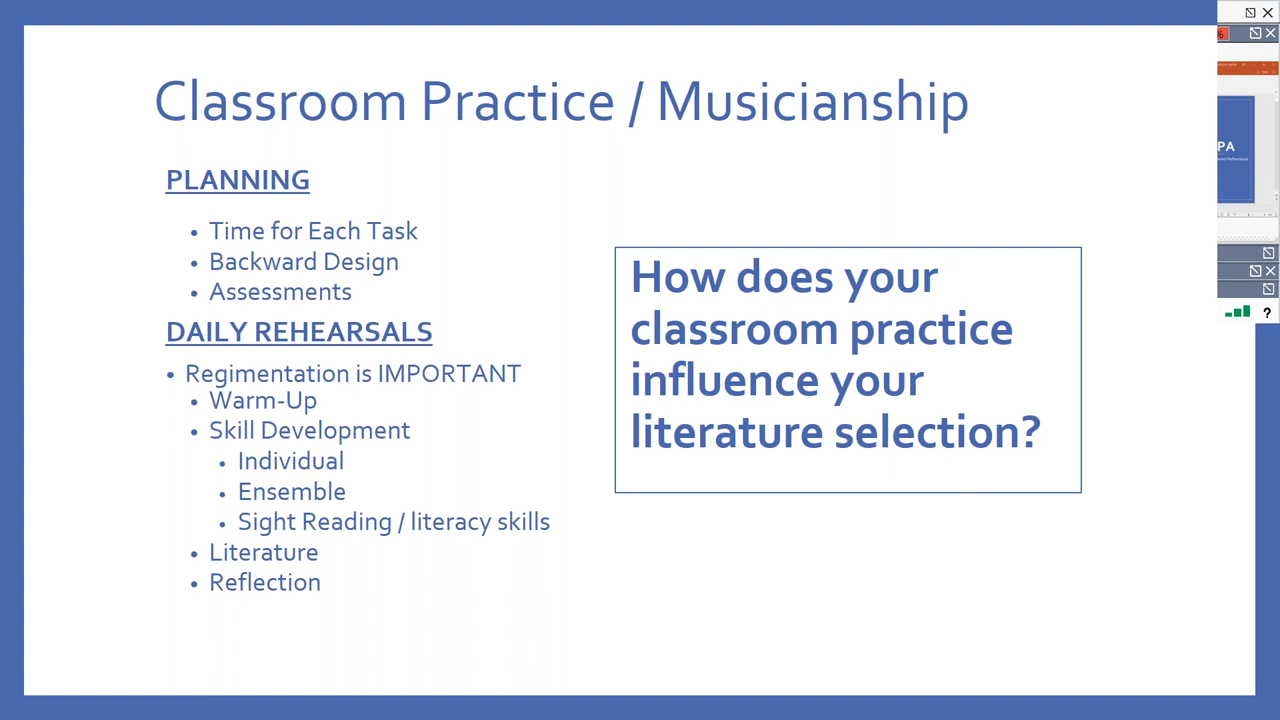 Classroom Practice / Musicianship
PLANNING
• Time for Each Task
• Backward Design
• Assessments
DAILY REHEARSALS
• Regimentation is IMPORTANT
• Warm-Up
• Skill Development
• Individual
• Ensemble
• Sight Reading / literacy skills
• Literature
• Reflection
How does your
classroom practice
influence your
literature selection?
%
PA
?